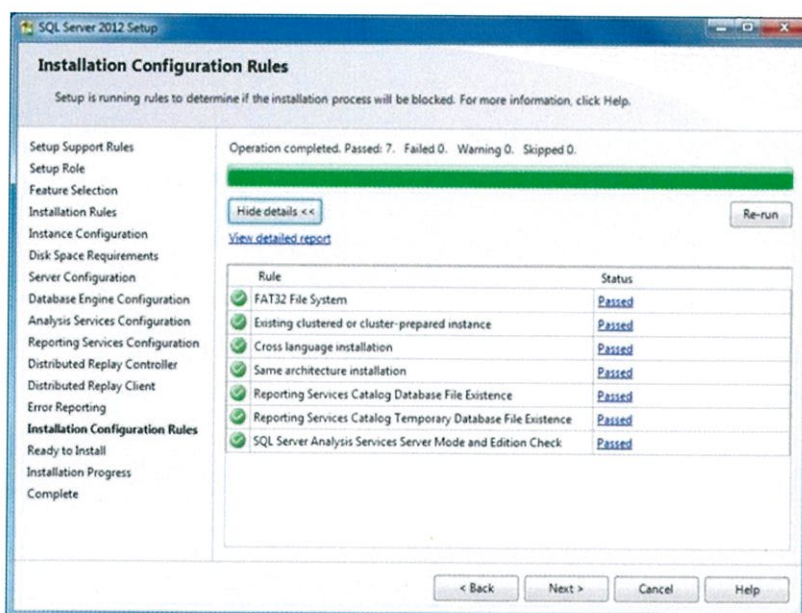 SQL Server 2012 Setup
Installation Configuration Rules
Setup is running rules to determine if the installation process will be blocked. For more information, click Help.
Setup Support Rules
Setup Role
Feature Selection
Installation Rules
Instance Configuration
Disk Space Requirements
Server Configuration
Database Engine Configuration
Analysis Services Configuration
Reporting Services Configuration
Distributed Replay Controller
Distributed Replay Client
Error Reporting
Installation Configuration Rules
Ready to Install
Installation Progress
Complete
Operation completed. Passed: 7. Failed 0. Warning 0. Skipped 0.
Hide details <<
Re-run
View detailed report
Rule Status
FAT32 File System Passed
Existing clustered or cluster-prepared instance Passed
Cross language installation Passed
Same architecture installation Passed
Reporting Services Catalog Database File Existence Passed
Reporting Services Catalog Temporary Database File Existence Passed
SQL Server Analysis Services Server Mode and Edition Check Passed
< Back Next > Cancel Help